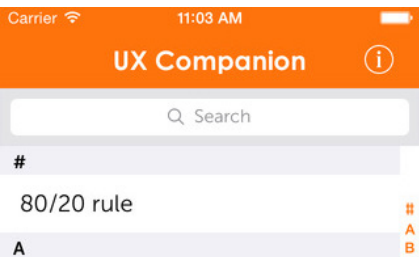 Carrier 11:03 AM
UX Companion
Search
#
80/20 rule
#
A
A
B